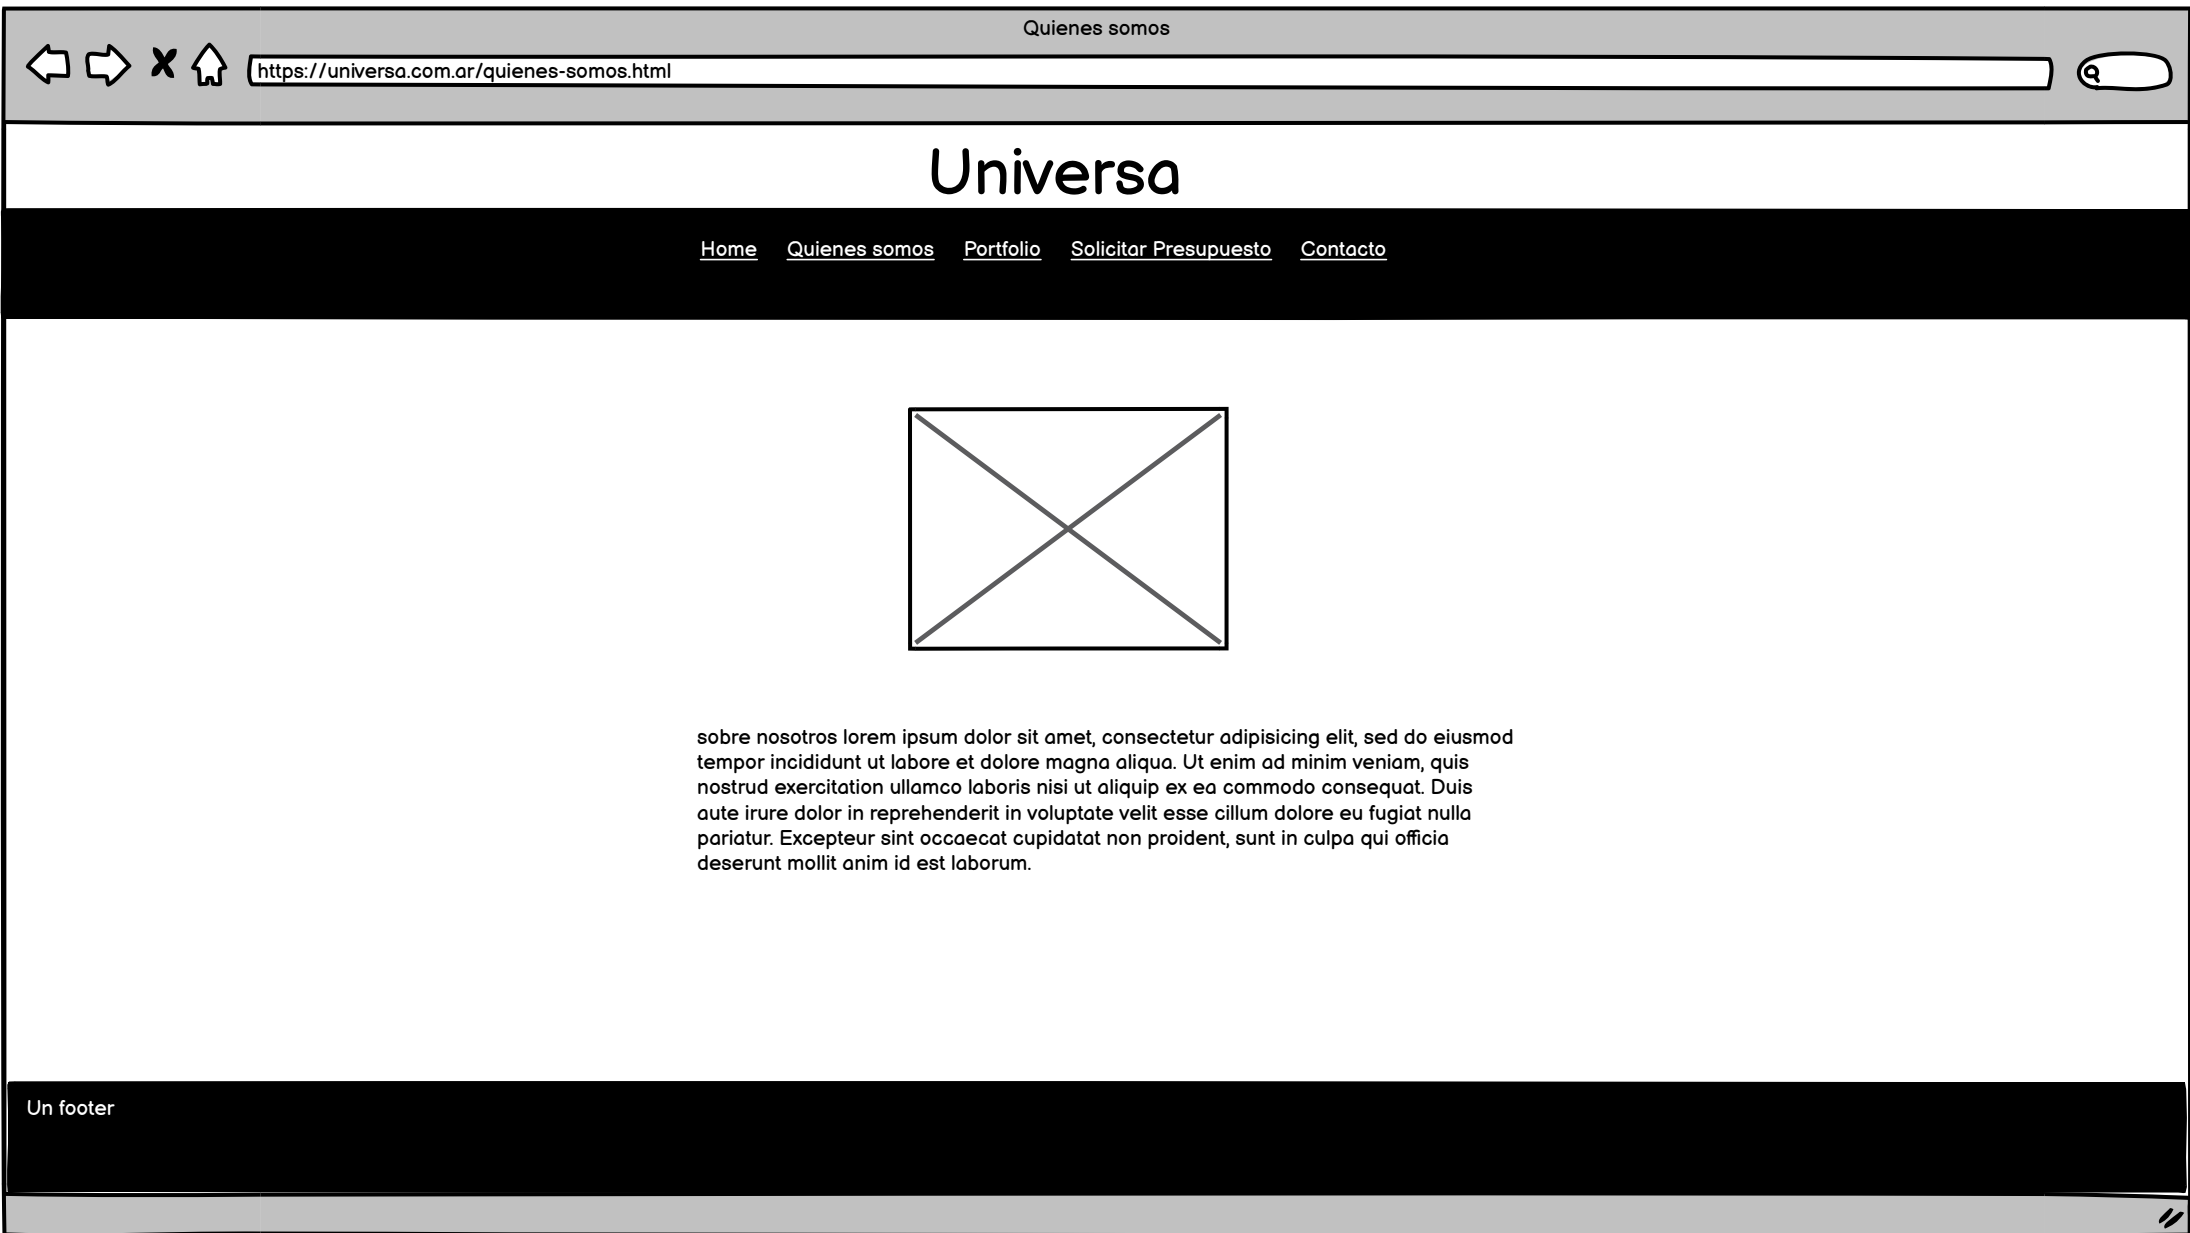 Quienes somos
https://universa.com.ar/quienes-somos.html
Universa
Home Quienes somos Portfolio Solicitar Presupuesto Contacto
sobre nosotros lorem ipsum dolor sit amet, consectetur adipisicing elit, sed do eiusmod
tempor incididunt ut labore et dolore magna aliqua. Ut enim ad minim veniam, quis
nostrud exercitation ullamco laboris nisi ut aliquip ex ea commodo consequat. Duis
aute irure dolor in reprehenderit in voluptate velit esse cillum dolore eu fugiat nulla
pariatur. Excepteur sint occaecat cupidatat non proident, sunt in culpa qui officia
deserunt mollit anim id est laborum.
Un footer